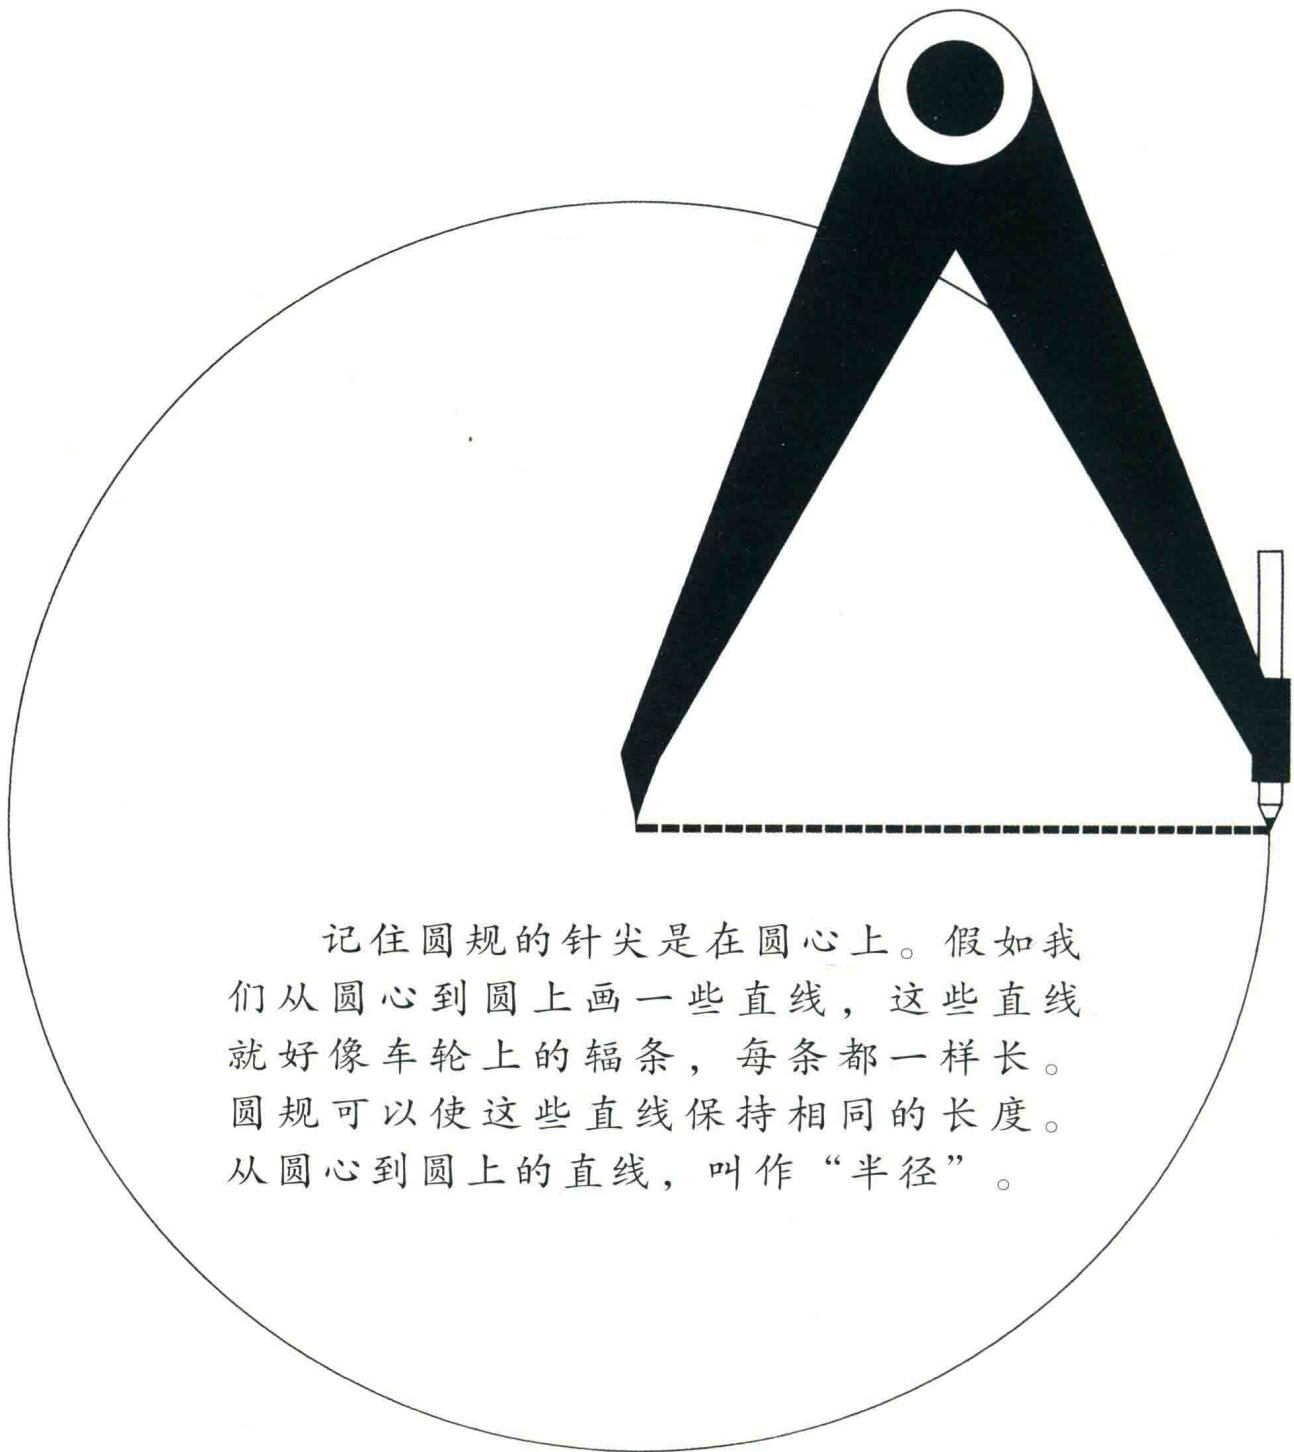 记住圆规的针尖是在圆心上。假如我
们从圆心到圆上画一些直线，这些直线
就好像车轮上的辐条，每条都一样长。
圆规可以使这些直线保持相同的长度。
从圆心到圆上的直线，叫作“半径”。